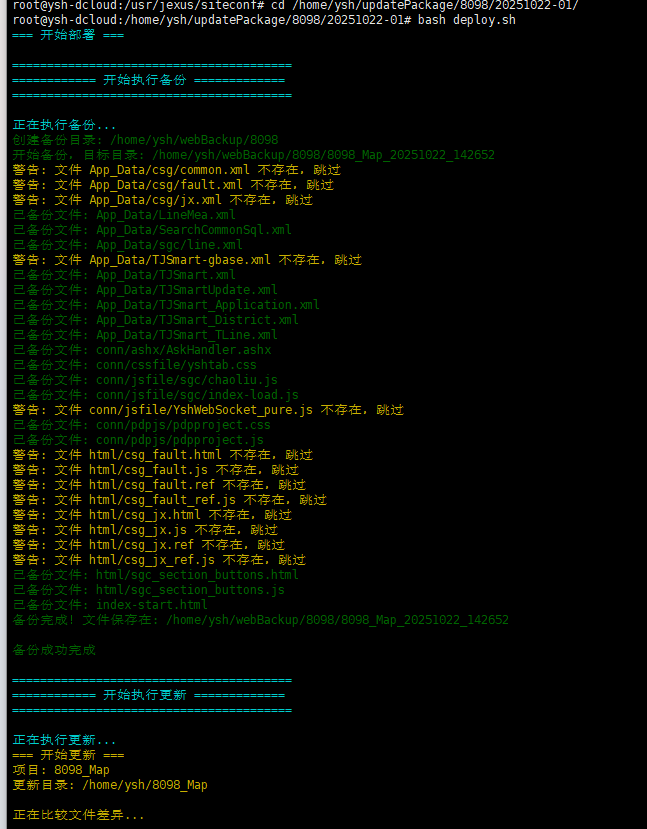 root@ysh-dcloud:/usr/jexus/siteconf# cd /home/ysh/updatePackage/8098/20251022-01/
root@ysh-dcloud:/home/ysh/updatePackage/8098/20251022-01# bash deploy.sh
=== 开始部署 ===
========================================
============ 开始执行备份 =============
========================================
正在执行备份...
创建备份目录: /home/ysh/webBackup/8098
开始备份，目标目录: /home/ysh/webBackup/8098/8098_Map_20251022_142652
警告: 文件 App_Data/csg/common.xml 不存在，跳过
警告: 文件 App_Data/csg/fault.xml 不存在，跳过
警告: 文件 App_Data/csg/jx.xml 不存在，跳过
已备份文件: App_Data/LineMea.xml
已备份文件: App_Data/SearchCommonSql.xml
已备份文件: App_Data/sgc/line.xml
警告: 文件 App_Data/TJSmart-gbase.xml 不存在，跳过
已备份文件: App_Data/TJSmart.xml
已备份文件: App_Data/TJSmartUpdate.xml
已备份文件: App_Data/TJSmart_Application.xml
已备份文件: App_Data/TJSmart_District.xml
已备份文件: App_Data/TJSmart_TLine.xml
已备份文件: conn/ashx/AskHandler.ashx
已备份文件: conn/cssfile/yshtab.css
已备份文件: conn/jsfile/sgc/chaoliu.js
已备份文件: conn/jsfile/sgc/index-load.js
警告: 文件 conn/jsfile/YshWebSocket_pure.js 不存在，跳过
已备份文件: conn/pdpjs/pdpproject.css
已备份文件: conn/pdpjs/pdpproject.js
警告: 文件 html/csg_fault.html 不存在，跳过
警告: 文件 html/csg_fault.js 不存在，跳过
警告: 文件 html/csg_fault.ref 不存在，跳过
警告: 文件 html/csg_fault_ref.js 不存在，跳过
警告: 文件 html/csg_jx.html 不存在，跳过
警告: 文件 html/csg_jx.js 不存在，跳过
警告: 文件 html/csg_jx.ref 不存在，跳过
警告: 文件 html/csg_jx_ref.js 不存在，跳过
已备份文件: html/sgc_section_buttons.html
已备份文件: html/sgc_section_buttons.js
已备份文件: index-start.html
备份完成! 文件保存在: /home/ysh/webBackup/8098/8098_Map_20251022_142652
备份成功完成
========================================
============ 开始执行更新 =============
========================================
正在执行更新...
=== 开始更新 ===
项目: 8098_Map
更新目录: /home/ysh/8098_Map
正在比较文件差异...